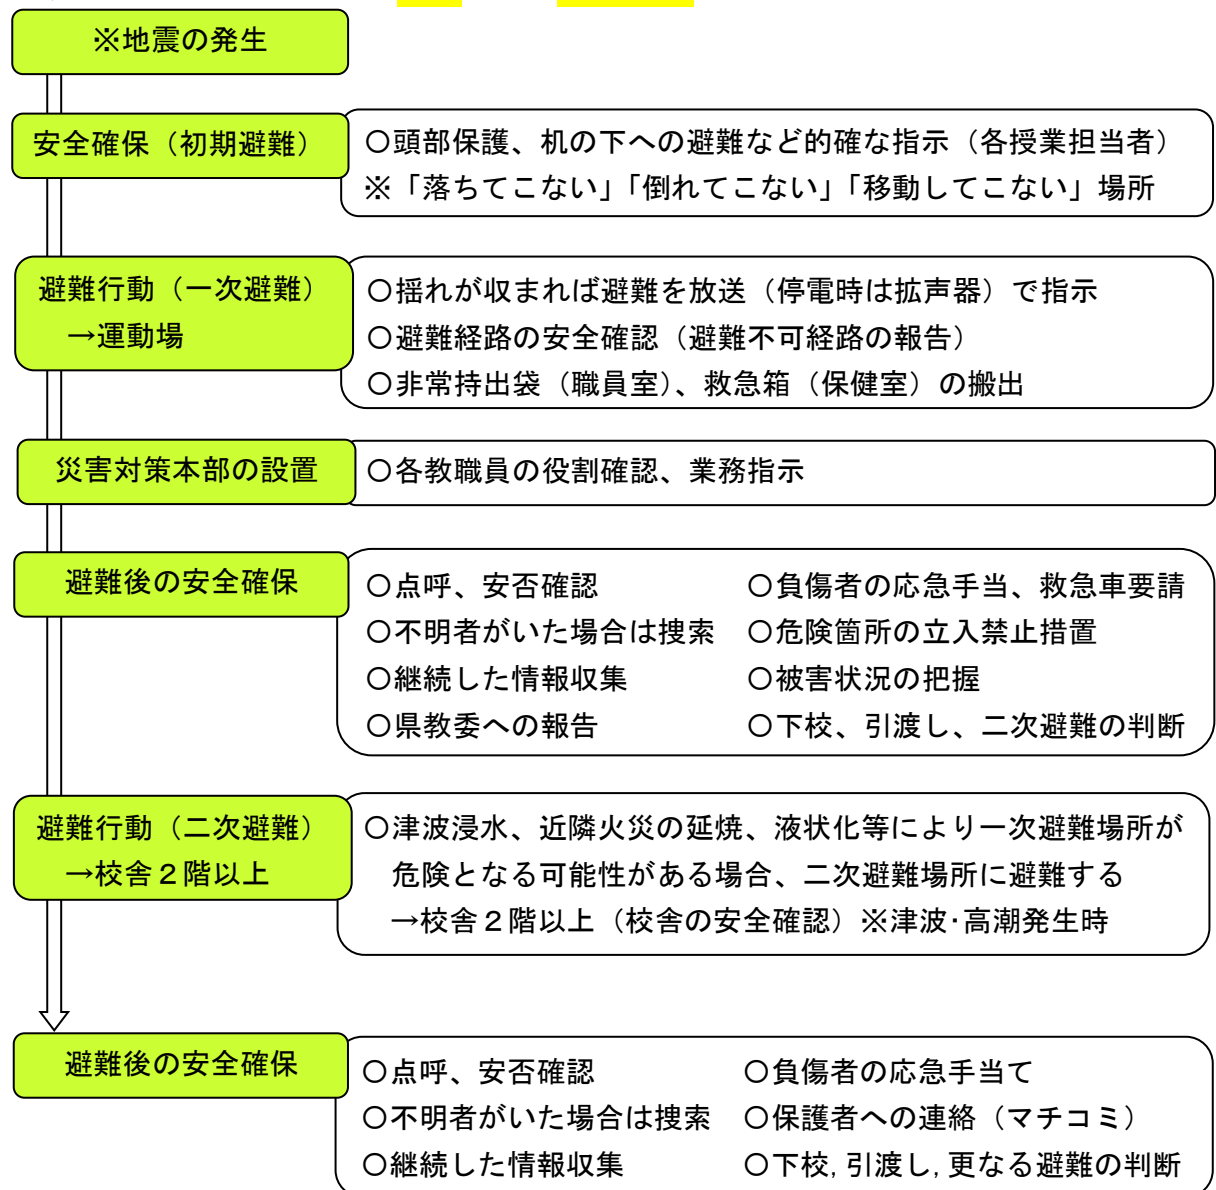 ※地震の発生
安全確保（初期避難）
〇頭部保護、机の下への避難など的確な指示（各授業担当者）
※「落ちてこない」「倒れてこない」「移動してこない」場所
避難行動（一次避難）
→運動場
〇揺れが収まれば避難を放送（停電時は拡声器）で指示
〇避難経路の安全確認（避難不可経路の報告）
〇非常持出袋（職員室）、救急箱（保健室）の搬出
災害対策本部の設置
〇各教職員の役割確認、業務指示
避難後の安全確保
〇点呼、安否確認　〇負傷者の応急手当、救急車要請
〇不明者がいた場合は捜索　〇危険箇所の立入禁止措置
〇継続した情報収集　〇被害状況の把握
〇県教委への報告　〇下校、引渡し、二次避難の判断
避難行動（二次避難）
→校舎２階以上
〇津波浸水、近隣火災の延焼、液状化等により一次避難場所が
危険となる可能性がある場合、二次避難場所に避難する
→校舎２階以上（校舎の安全確認）※津波･高潮発生時
避難後の安全確保
〇点呼、安否確認　〇負傷者の応急手当て
〇不明者がいた場合は捜索　〇保護者への連絡（マチコミ）
〇継続した情報収集　〇下校,引渡し,更なる避難の判断